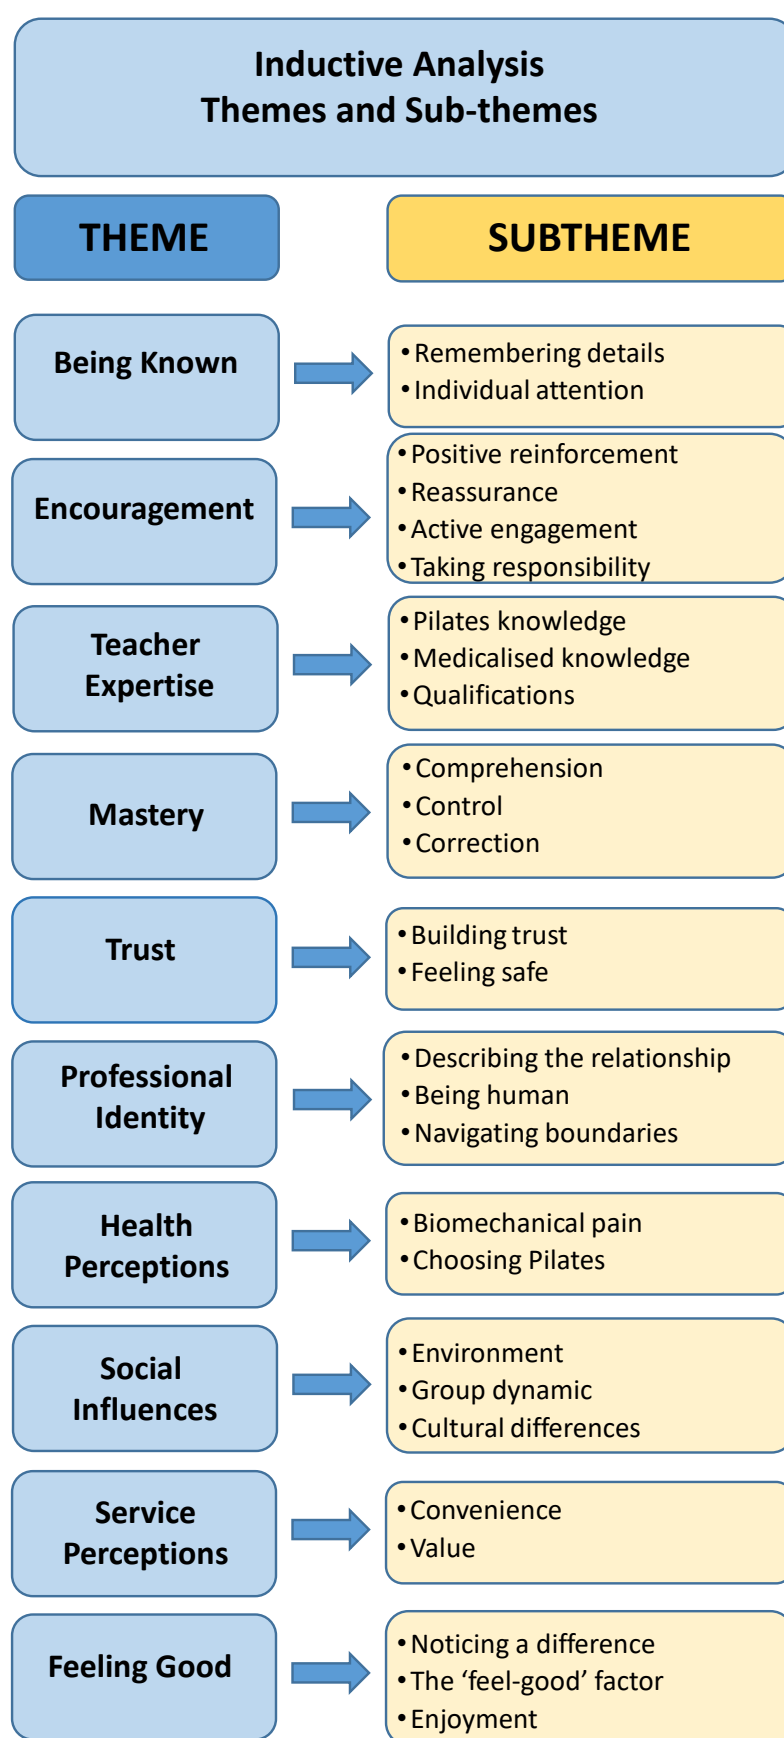 Inductive Analysis
Themes and Sub-themes
THEME
SUBTHEME
Being Known
• Remembering details
• Individual attention
Encouragement
• Positive reinforcement
• Reassurance
• Active engagement
• Taking responsibility
Teacher
Expertise
• Pilates knowledge
• Medicalised knowledge
• Qualifications
Mastery
• Comprehension
• Control
• Correction
Trust
• Building trust
• Feeling safe
Professional
Identity
• Describing the relationship
• Being human
• Navigating boundaries
Health
Perceptions
• Biomechanical pain
• Choosing Pilates
Social
Influences
• Environment
• Group dynamic
• Cultural differences
Service
Perceptions
• Convenience
• Value
Feeling Good
• Noticing a difference
• The ‘feel-good’ factor
• Enjoyment